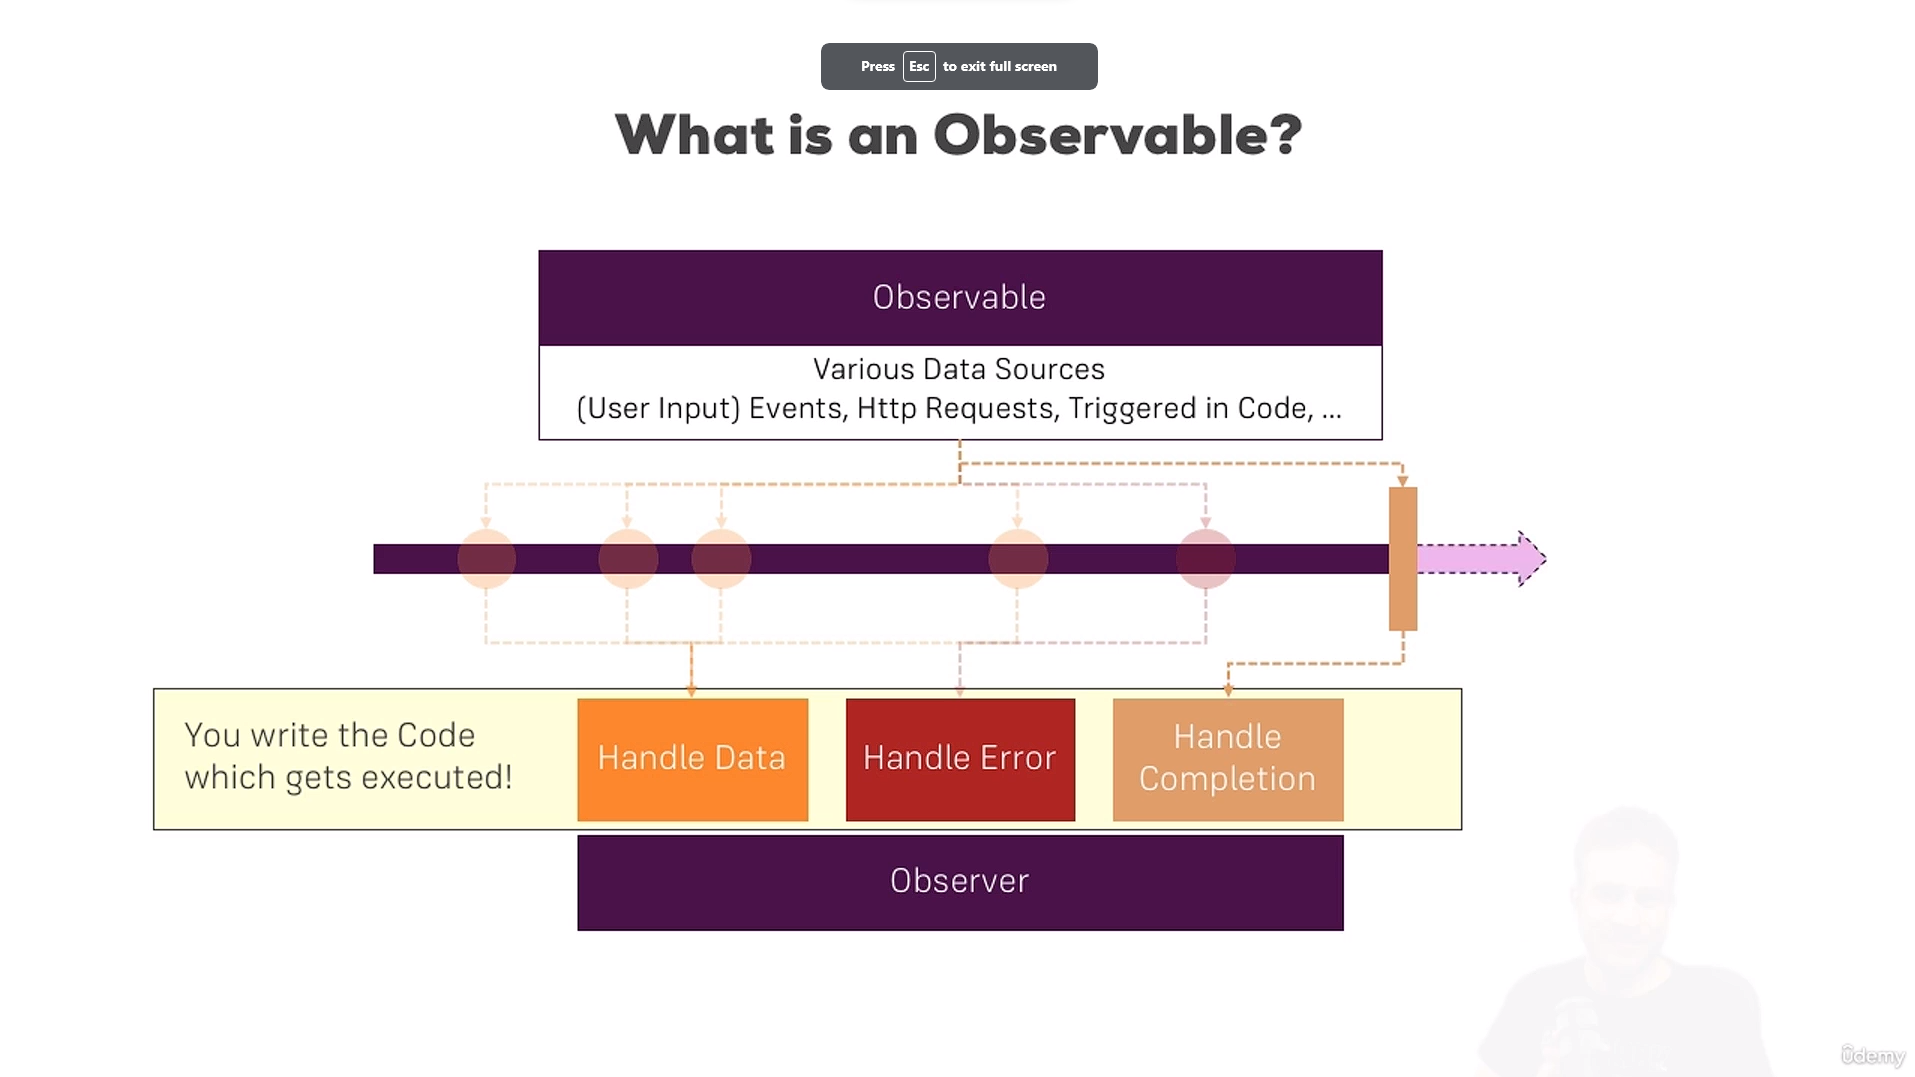 Press Esc to exit full screen
What is an Observable?
Observable
Various Data Sources
(User Input) Events, Http Requests, Triggered in Code, ...
You write the Code
which gets executed!
Handle Data
Handle Error
Handle
Completion
Observer
ûdemy